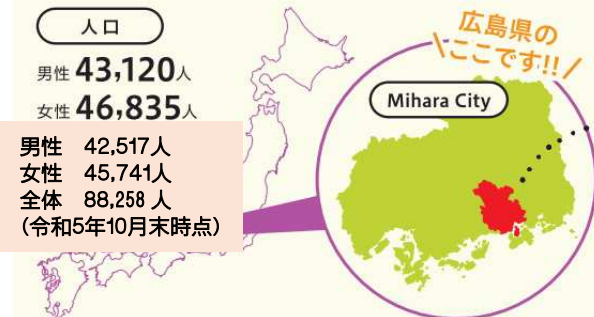 人口
男性 43,120人
女性 46,835人
男性 42,517人
女性 45,741人
全体 88,258 人
(令和5年10月末時点)
広島県の
ここです!!
Mihara City